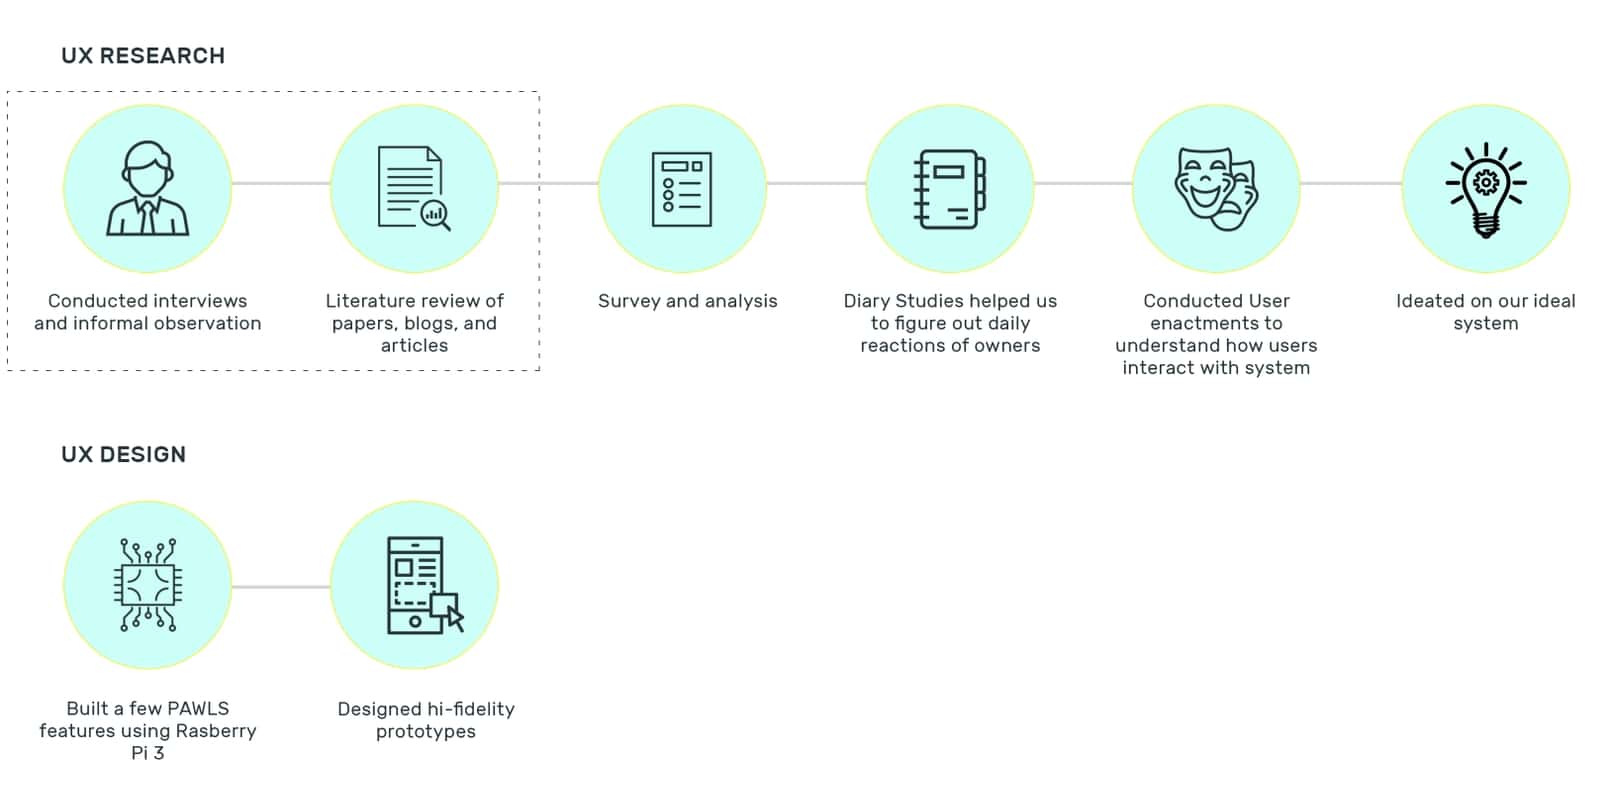 UX RESEARCH
Conducted interviews
and informal observation
Literature review of
papers, blogs, and
articles
Survey and analysis
Diary Studies helped us
to figure out daily
reactions of owners
Conducted User
enactments to
understand how users
interact with system
Ideated on our ideal
system
UX DESIGN
Built a few PAWLS
features using Rasberry
Pi 3
Designed hi-fidelity
prototypes